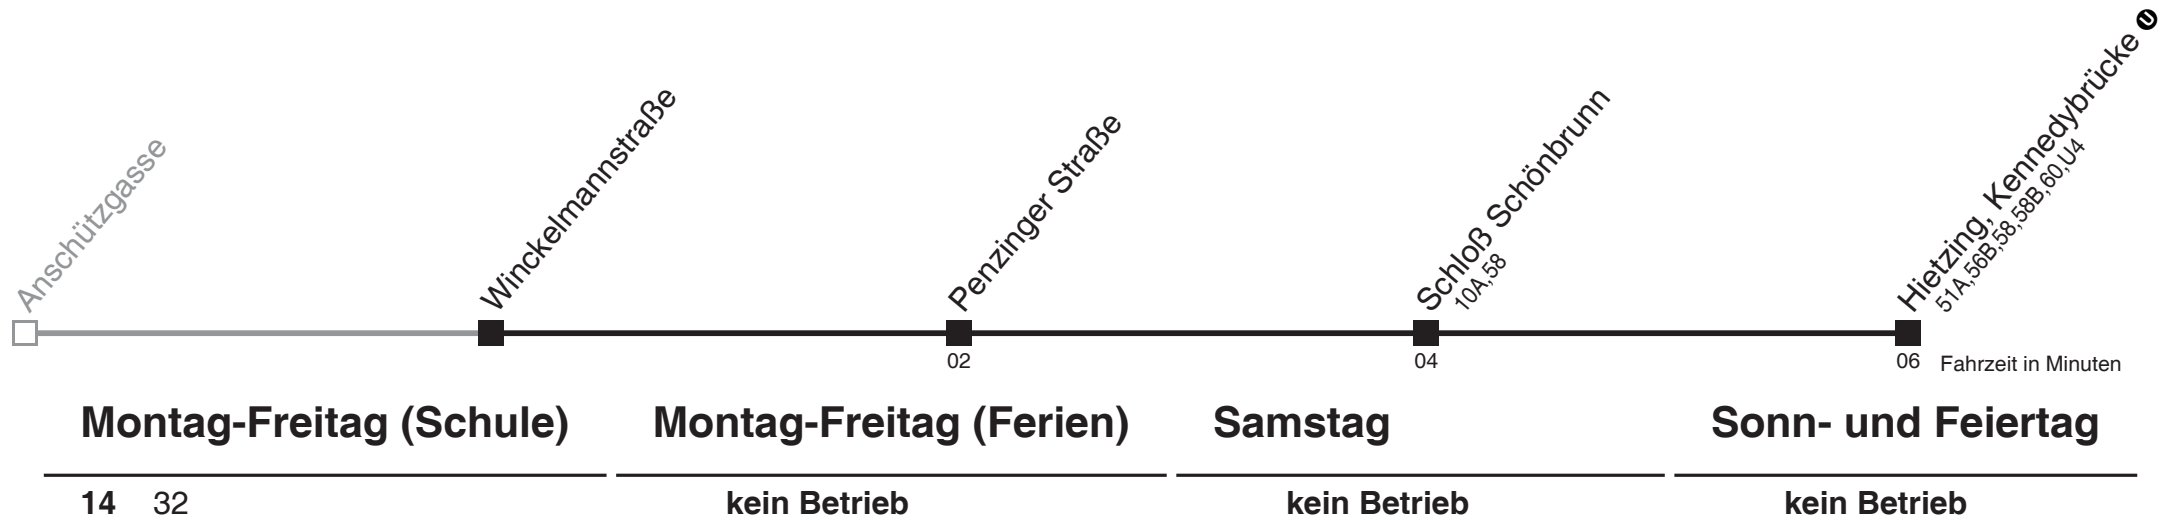 Anschützgasse
Winckelmannstraße
Penzinger Straße
Schloß Schönbrunn
10A,58
Hietzing, Kennedybrücke U
51A,56B,58,58B,60,U4
02
04
06 Fahrzeit in Minuten
Montag-Freitag (Schule)
Montag-Freitag (Ferien)
Samstag
Sonn- und Feiertag
14 32
kein Betrieb
kein Betrieb
kein Betrieb